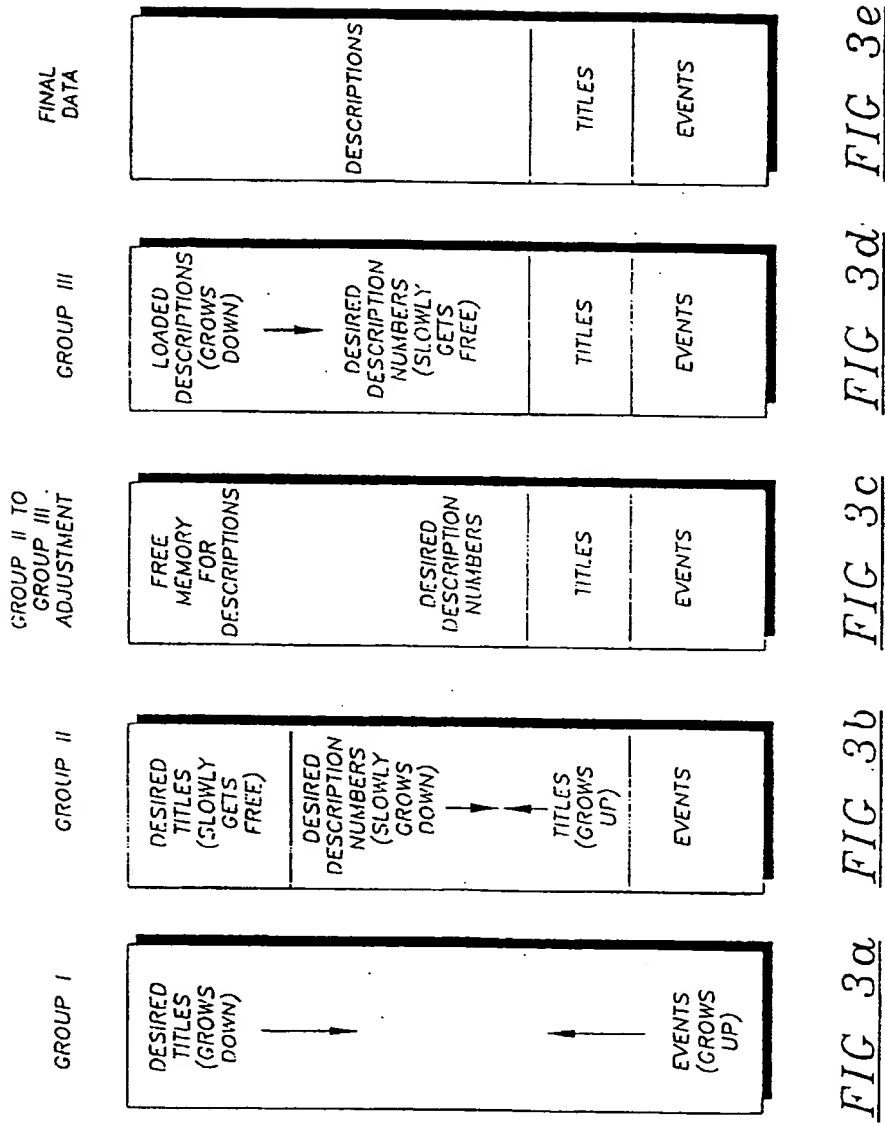 GROUP I
DESIRED
TITLES
(GROWS
DOWN)
EVENTS
(GROWS
UP)
FIG 3a
GROUP II
DESIRED
TITLES
(SLOWLY
GETS
FREE)
DESIRED
DESCRIPTION
NUMBERS
(SLOWLY
GROWS
DOWN)
TITLES
(GROWS
UP)
EVENTS
FIG 3b
GROUP II TO
GROUP III
ADJUSTMENT
FREE
MEMORY
FOR
DESCRIPTIONS
DESIRED
DESCRIPTION
NUMBERS
TITLES
EVENTS
FIG 3c
GROUP III
LOADED
DESCRIPTIONS
(GROWS
DOWN)
DESIRED
DESCRIPTION
NUMBERS
(SLOWLY
GETS
FREE)
TITLES
EVENTS
FIG 3d
FINAL
DATA
DESCRIPTIONS
TITLES
EVENTS
FIG 3e